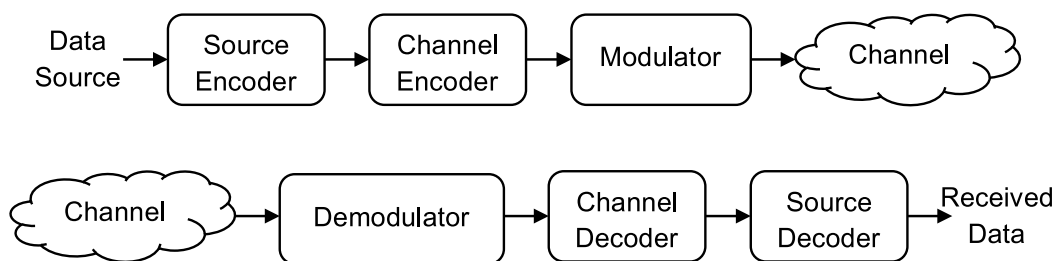 Data
Source
Source
Encoder
Channel
Encoder
Modulator
Channel
Channel
Demodulator
Channel
Decoder
Source
Decoder
Received
Data